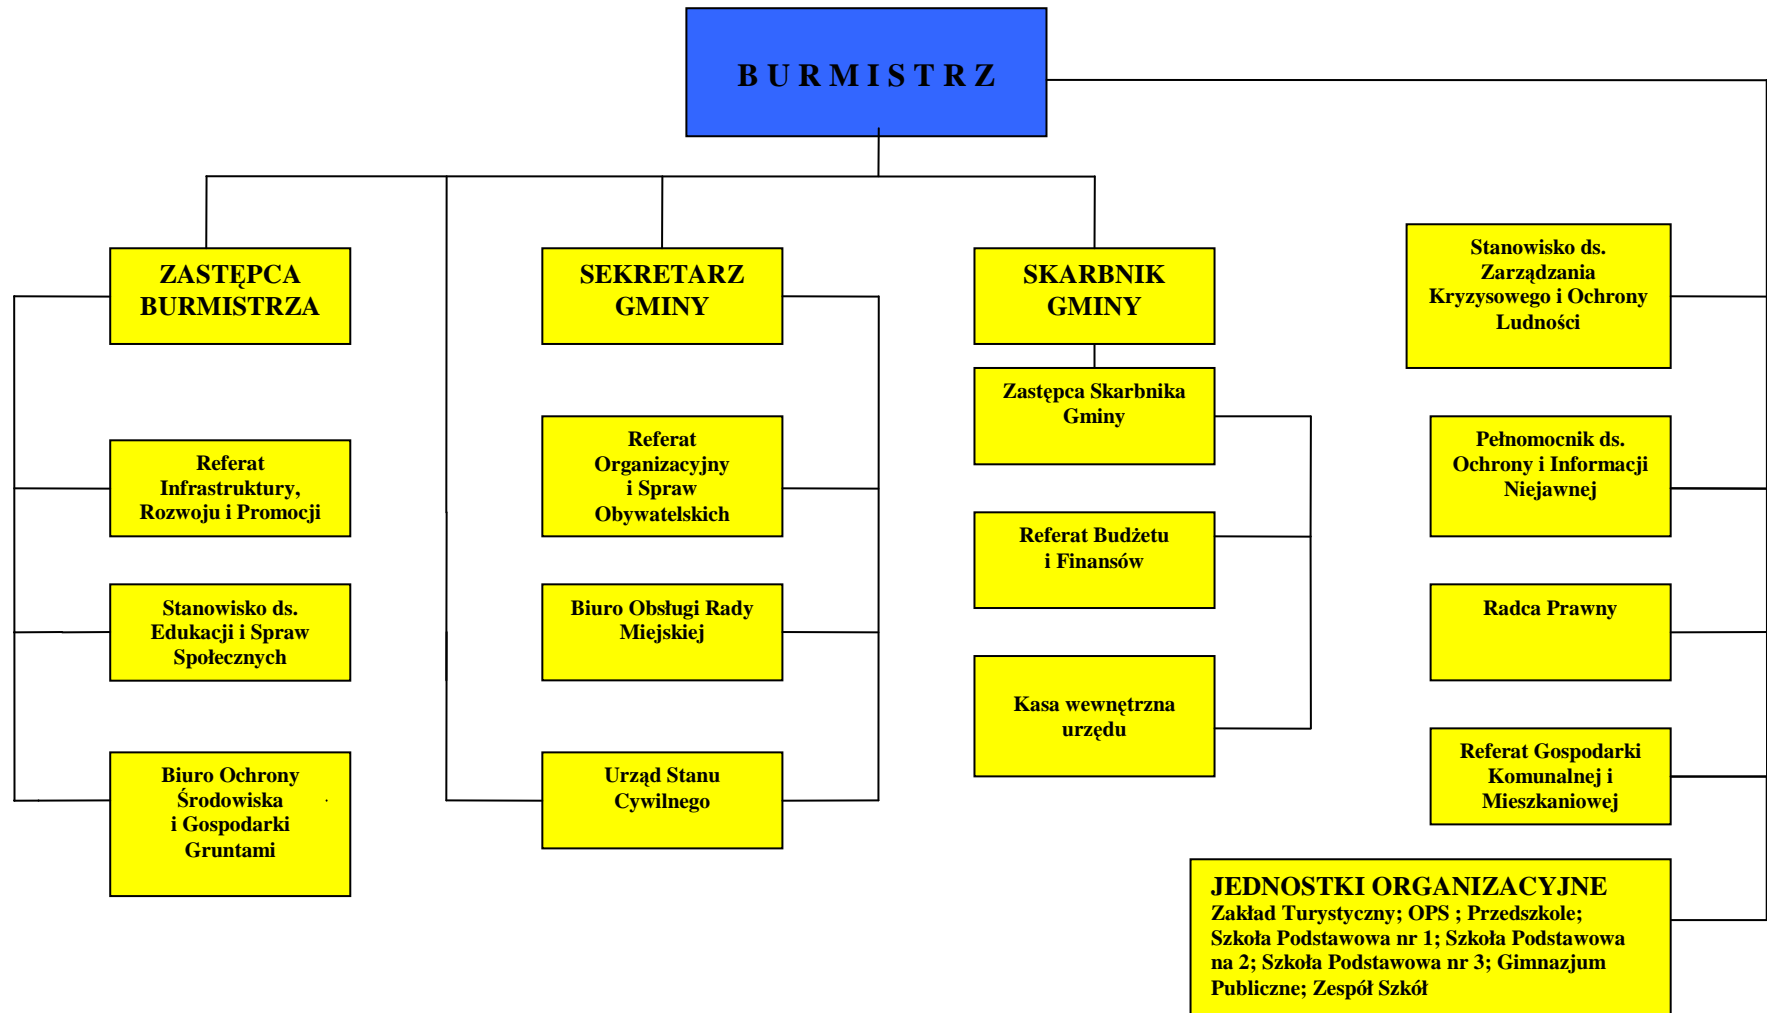 B U R M I S T R Z
ZASTĘPCA
BURMISTRZA
SEKRETARZ
GMINY
SKARBNIK
GMINY
Stanowisko ds.
Zarządzania
Kryzysowego i Ochrony
Ludności
Zastępca Skarbnika
Gminy
Referat
Infrastruktury,
Rozwoju i Promocji
Referat
Organizacyjny
i Spraw
Obywatelskich
Pełnomocnik ds.
Ochrony i Informacji
Niejawnej
Referat Budżetu
i Finansów
Stanowisko ds.
Edukacji i Spraw
Społecznych
Biuro Obsługi Rady
Miejskiej
Radca Prawny
Kasa wewnętrzna
urzędu
Biuro Ochrony
Środowiska
i Gospodarki
Gruntami
Urząd Stanu
Cywilnego
Referat Gospodarki
Komunalnej i
Mieszkaniowej
JEDNOSTKI ORGANIZACYJNE
Zakład Turystyczny; OPS ; Przedszkole;
Szkoła Podstawowa nr 1; Szkoła Podstawowa
na 2; Szkoła Podstawowa nr 3; Gimnazjum
Publiczne; Zespół Szkół